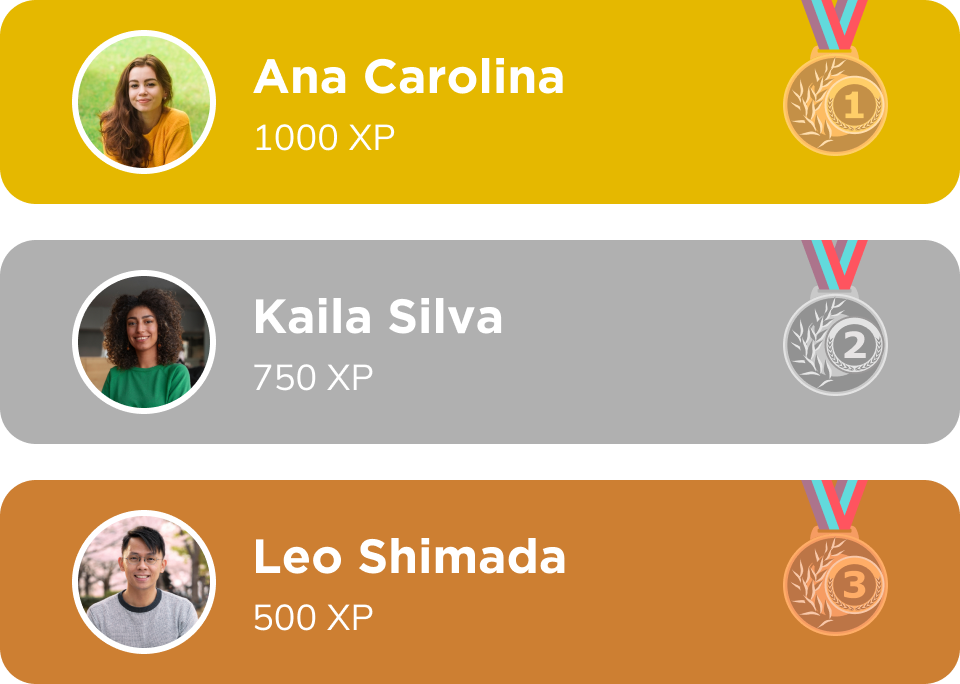 Ana Carolina
1000 XP
1
Kaila Silva
750 XP
2
Leo Shimada
500 XP
3